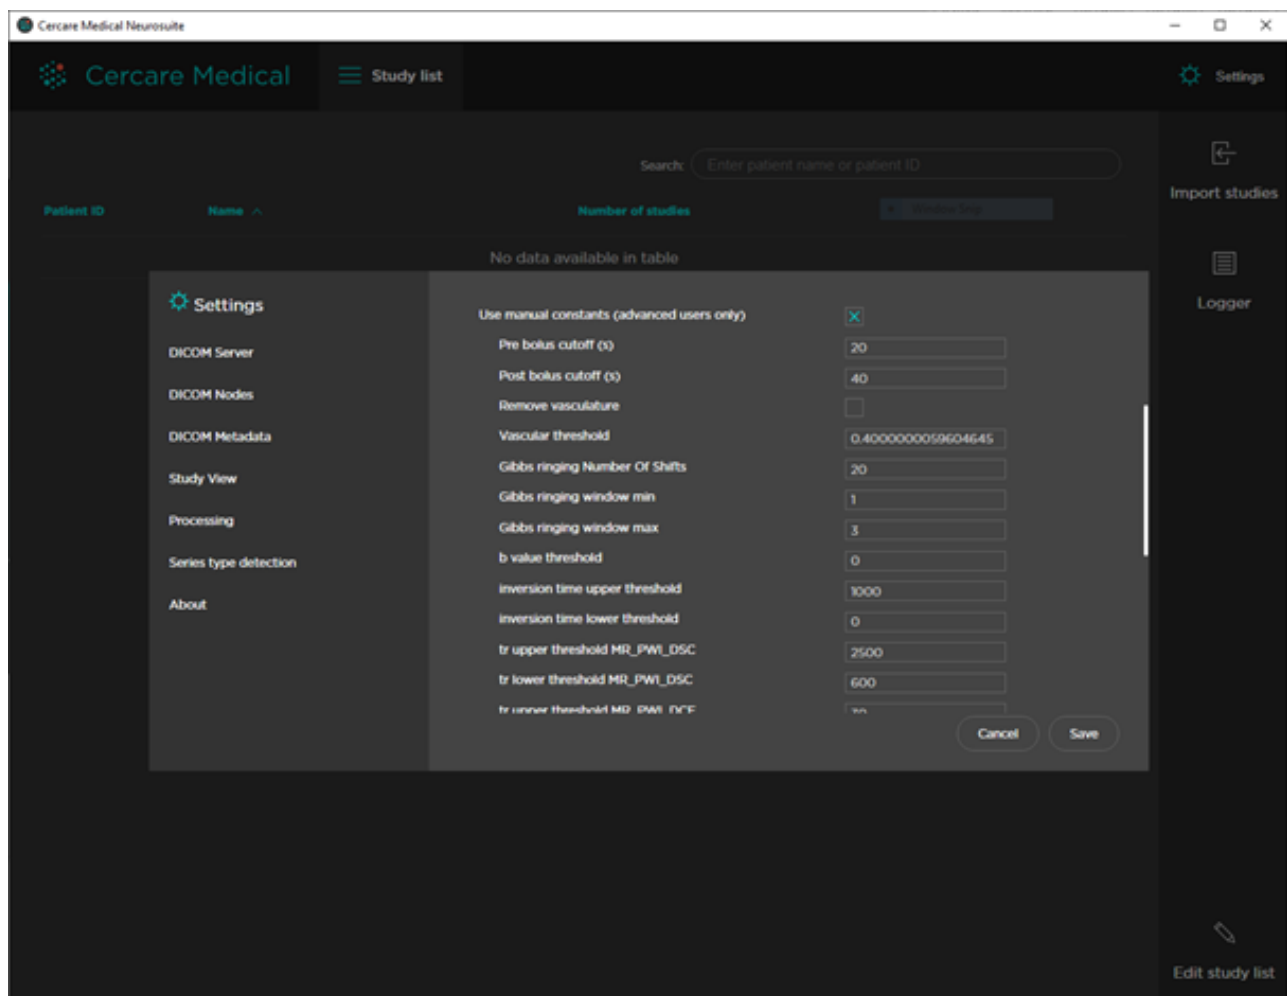 Cercare Medical Neurosuite
Cercare Medical
Study list
Settings
Search: Enter patient name or patient ID
Import studies
Patient ID Name Number of studies
No data available in table
Logger
Settings
DICOM Server
DICOM Nodes
DICOM Metadata
Study View
Processing
Series type detection
About
Use manual constants (advanced users only)
Pre bolus cutoff (s) 20
Post bolus cutoff (s) 40
Remove vasculature
Vascular threshold 0.4000000059604645
Gibbs ringing Number Of Shifts 20
Gibbs ringing window min 1
Gibbs ringing window max 3
b value threshold 0
inversion time upper threshold 1000
inversion time lower threshold 0
tr upper threshold MR_PWI_DSC 2500
tr lower threshold MR_PWI_DSC 600
tr upper threshold MR_PWI_DCE 30
Cancel Save
Edit study list